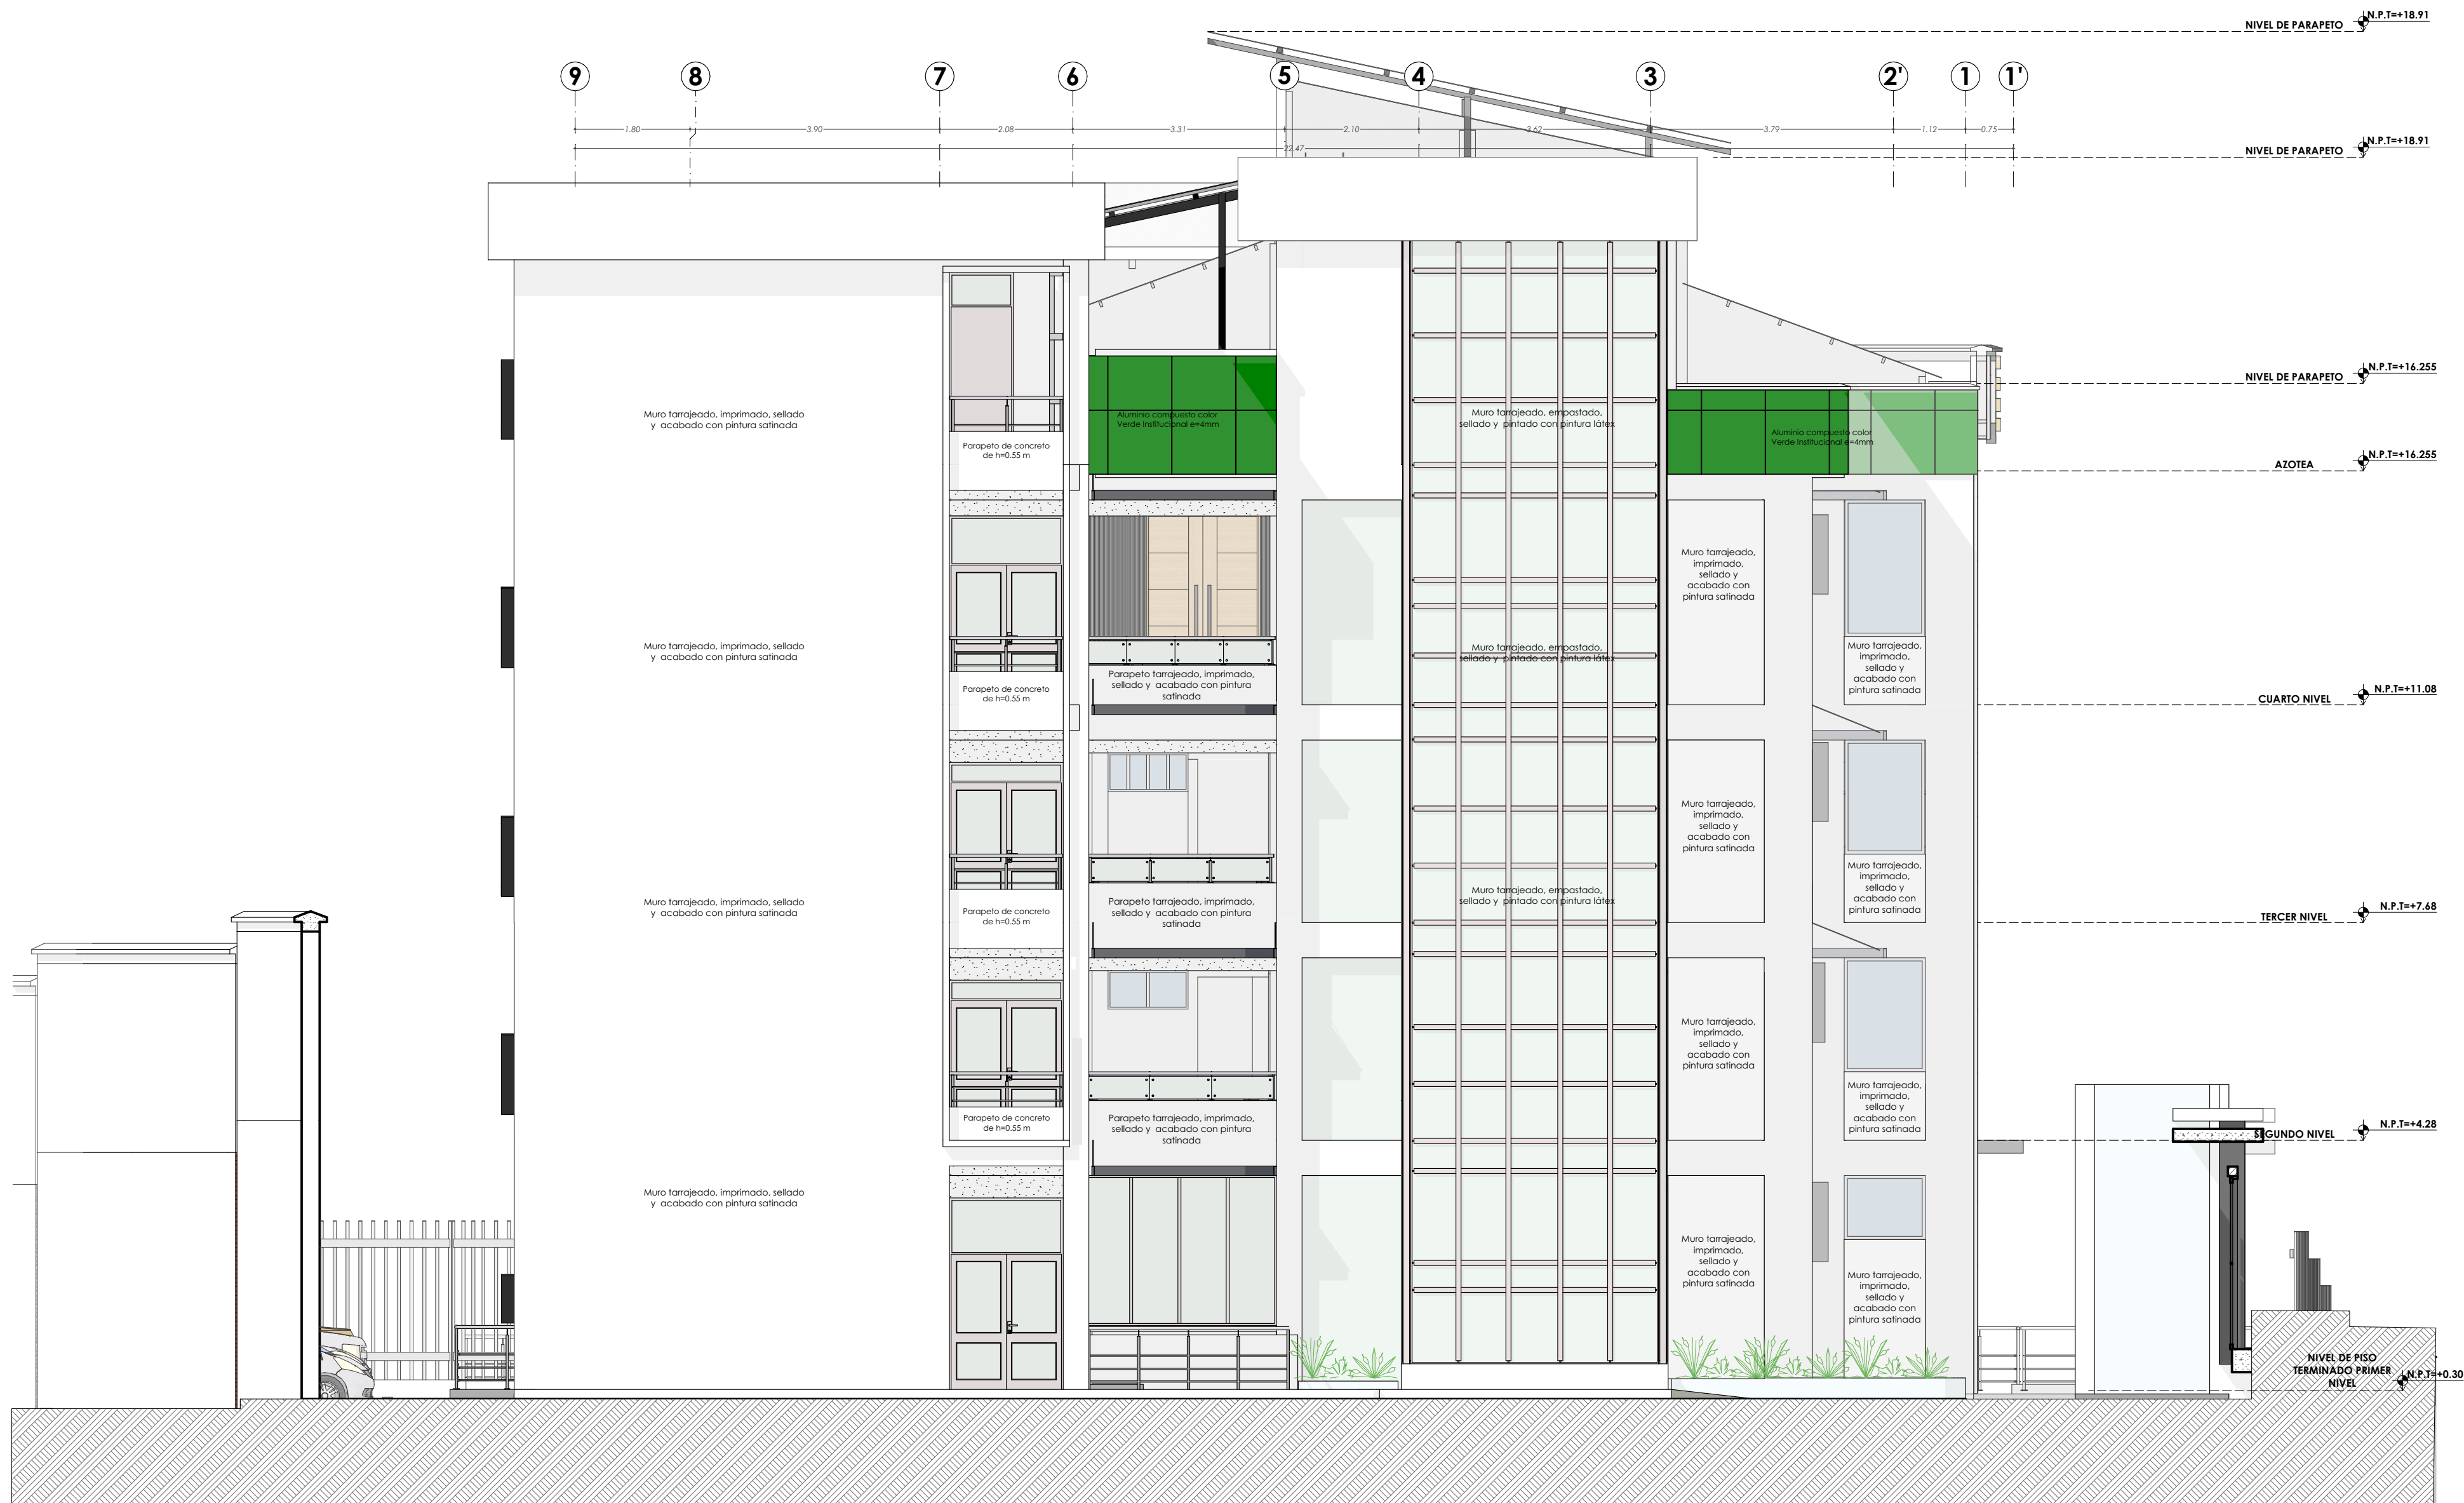 NIVEL DE PARAPETO
N.P.T=+18.91
9
8
7
6
5
4
3
2'
1
1'
1.80
3.90
2.08
3.31
2.10
3.62
3.79
1.12
0.75
22.47
NIVEL DE PARAPETO
N.P.T=+18.91
NIVEL DE PARAPETO
N.P.T=+16.255
Muro tarrajeado, imprimado, sellado
y acabado con pintura satinada
Parapeto de concreto
de h=0.55 m
Aluminio compuesto color
Verde Institucional e=4mm
Muro tarrajeado, empastado,
sellado y pintado con pintura látex
Aluminio compuesto color
Verde Institucional e=4mm
AZOTEA
N.P.T=+16.255
Muro tarrajeado,
imprimado,
sellado y
acabado con
pintura satinada
Muro tarrajeado, imprimado, sellado
y acabado con pintura satinada
Parapeto de concreto
de h=0.55 m
Parapeto tarrajeado, imprimado,
sellado y acabado con pintura
satinada
Muro tarrajeado, empastado,
sellado y pintado con pintura látex
Muro tarrajeado,
imprimado,
sellado y
acabado con
pintura satinada
CUARTO NIVEL
N.P.T=+11.08
Muro tarrajeado,
imprimado,
sellado y
acabado con
pintura satinada
Muro tarrajeado, imprimado, sellado
y acabado con pintura satinada
Parapeto de concreto
de h=0.55 m
Parapeto tarrajeado, imprimado,
sellado y acabado con pintura
satinada
Muro tarrajeado, empastado,
sellado y pintado con pintura látex
Muro tarrajeado,
imprimado,
sellado y
acabado con
pintura satinada
TERCER NIVEL
N.P.T=+7.68
Muro tarrajeado,
imprimado,
sellado y
acabado con
pintura satinada
Parapeto de concreto
de h=0.55 m
Parapeto tarrajeado, imprimado,
sellado y acabado con pintura
satinada
Muro tarrajeado,
imprimado,
sellado y
acabado con
pintura satinada
SEGUNDO NIVEL
N.P.T=+4.28
Muro tarrajeado, imprimado, sellado
y acabado con pintura satinada
Muro tarrajeado,
imprimado,
sellado y
acabado con
pintura satinada
Muro tarrajeado,
imprimado,
sellado y
acabado con
pintura satinada
NIVEL DE PISO
TERMINADO PRIMER
NIVEL
N.P.T=+0.30